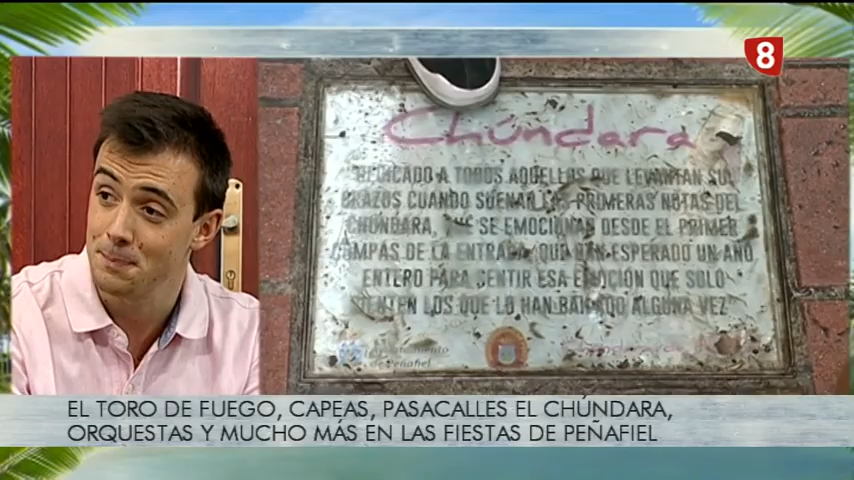 8
Chúndara
DEDICADO A TODOS AQUELLOS QUE LEVANTAN SUS
BRAZOS CUANDO SUENAN LAS PRIMERAS NOTAS DEL
CHÚNDARA, QUE SE EMOCIONAN DESDE EL PRIMER
COMPÁS DE LA ENTRADA, QUE HAN ESPERADO UN AÑO
ENTERO PARA SENTIR ESA EMOCIÓN QUE SOLO
SIENTEN LOS QUE LO HAN BAILADO ALGUNA VEZ
Ayuntamiento
de Peñafiel
EL TORO DE FUEGO, CAPEAS, PASACALLES EL CHÚNDARA,
ORQUESTAS Y MUCHO MÁS EN LAS FIESTAS DE PEÑAFIEL